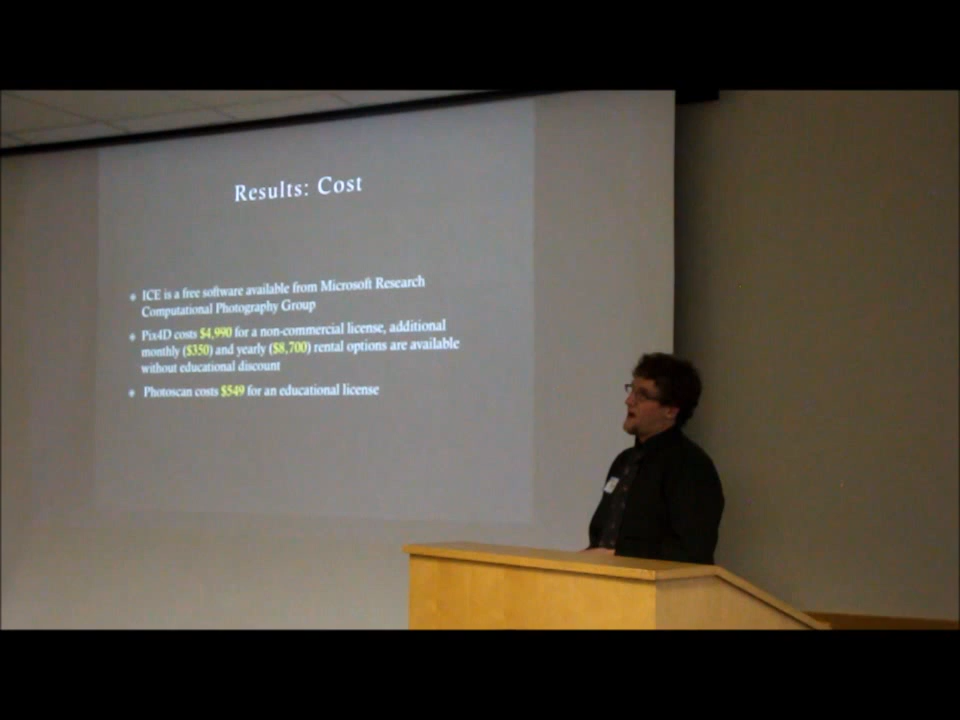 Results: Cost
ICE is a free software available from Microsoft Research
Computational Photography Group
Pix4D costs $4,990 for a non-commercial license, additional
monthly ($350) and yearly ($8,700) rental options are available
without educational discount
Photoscan costs $549 for an educational license